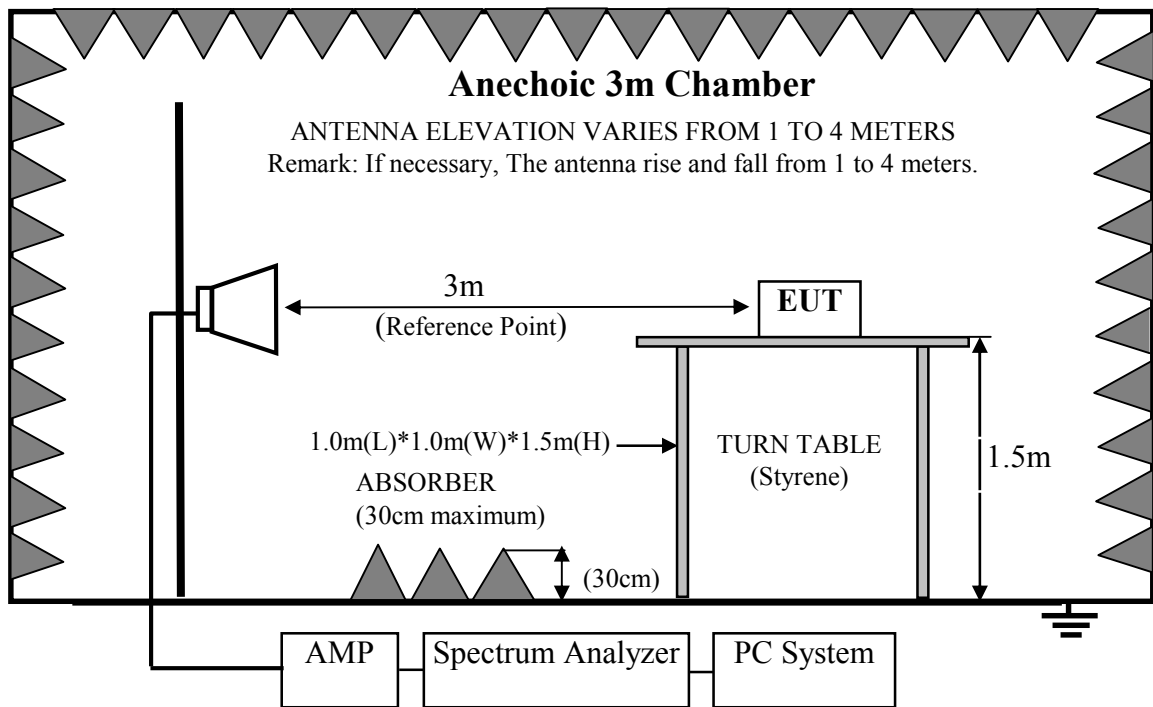 Anechoic 3m Chamber
ANTENNA ELEVATION VARIES FROM 1 TO 4 METERS
Remark: If necessary, The antenna rise and fall from 1 to 4 meters.
3m
(Reference Point)
EUT
1.0m(L)*1.0m(W)*1.5m(H)
TURN TABLE
(Styrene)
1.5m
ABSORBER
(30cm maximum)
(30cm)
AMP
Spectrum Analyzer
PC System